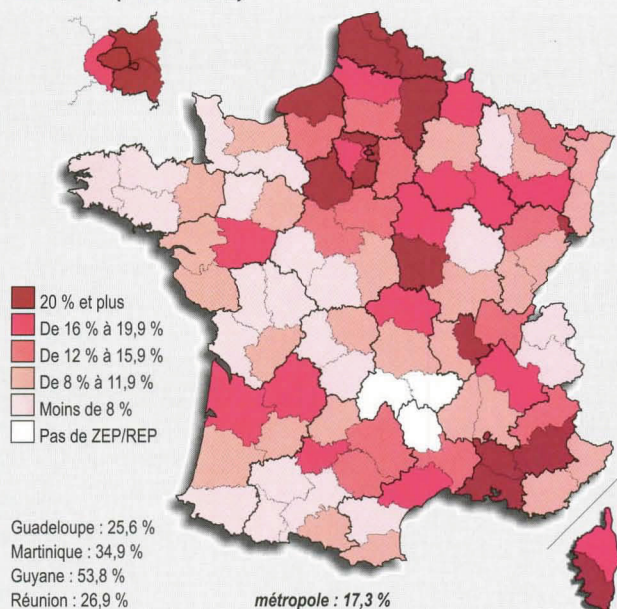 20 % et plus
De 16 % à 19,9 %
De 12 % à 15,9 %
De 8 % à 11,9 %
Moins de 8 %
Pas de ZEP/REP
Guadeloupe : 25,6 %
Martinique : 34,9 %
Guyane : 53,8 %
Réunion : 26,9 %
métropole : 17,3 %